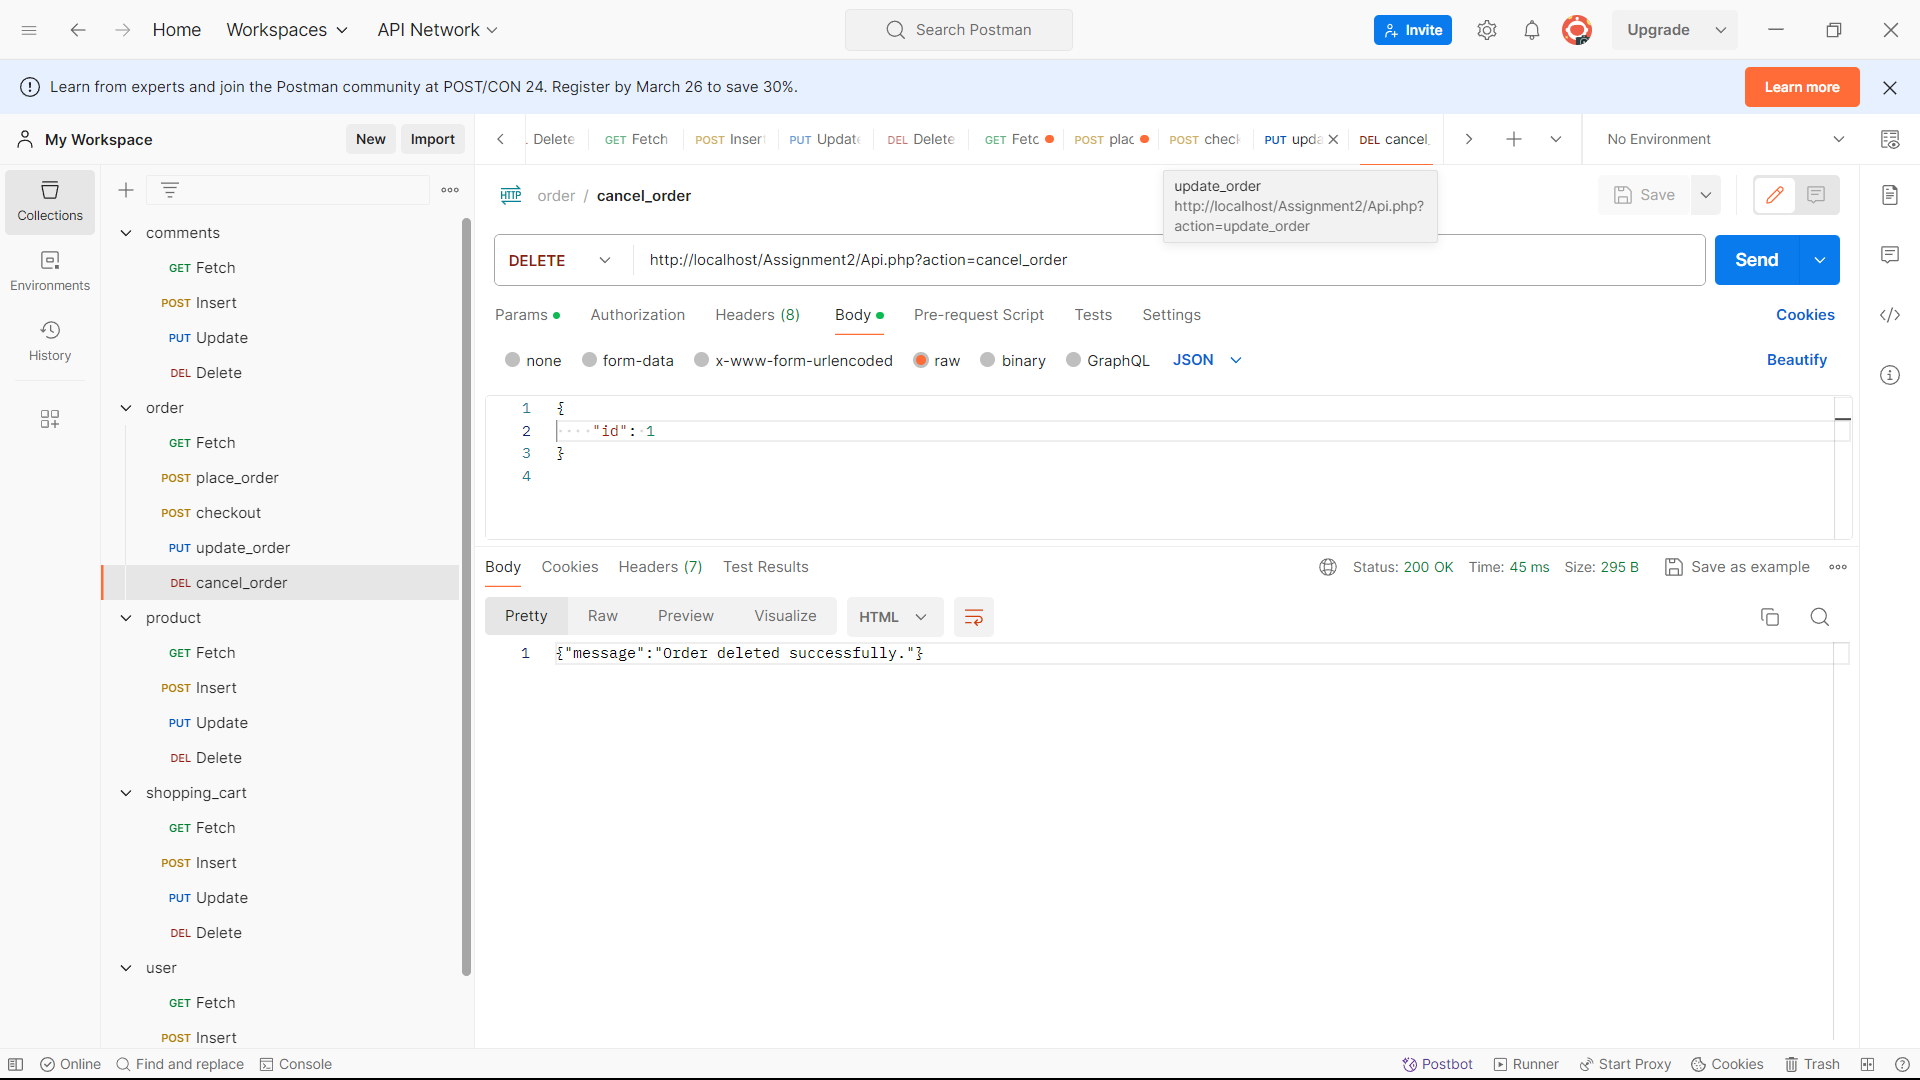 Home Workspaces API Network Search Postman Invite Upgrade
Learn from experts and join the Postman community at POST/CON 24. Register by March 26 to save 30%. Learn more
My Workspace New Import
Delete GET Fetch POST Inser PUT Update DEL Delete GET Fetc POST plac POST check PUT upda DEL cancel_ No Environment
Collections
Environments
History
comments
GET Fetch
POST Insert
PUT Update
DEL Delete
order
GET Fetch
POST place_order
POST checkout
PUT update_order
DEL cancel_order
product
GET Fetch
POST Insert
PUT Update
DEL Delete
shopping_cart
GET Fetch
POST Insert
PUT Update
DEL Delete
user
GET Fetch
POST Insert
HTTP order / cancel_order
update_order
http://localhost/Assignment2/Api.php?
action=update_order
Save
DELETE http://localhost/Assignment2/Api.php?action=cancel_order Send
Params Authorization Headers (8) Body Pre-request Script Tests Settings Cookies
none form-data x-www-form-urlencoded raw binary GraphQL JSON Beautify
1 {
2 "id": 1
3 }
4
Body Cookies Headers (7) Test Results Status: 200 OK Time: 45 ms Size: 295 B Save as example
Pretty Raw Preview Visualize HTML
1 {"message":"Order deleted successfully."}
Online Find and replace Console Postbot Runner Start Proxy Cookies Trash